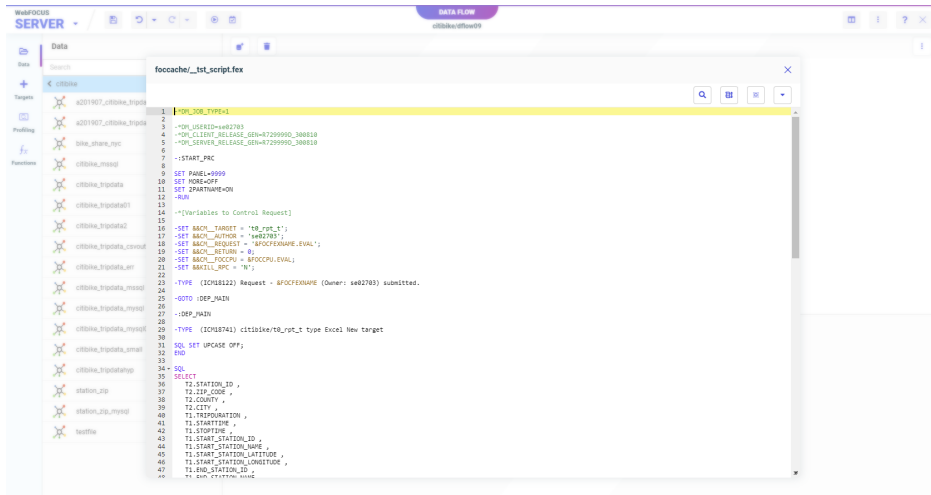 WebFOCUS
SERVER
DATA FLOW
citibike/dflow09
Data
Data
Search
citibike
Targets
Profiling
Functions
a201907_citibike_tripda
a201907_citibike_tripda
bike_share_nyc
citibike_mssql
citibike_tripdata
citibike_tripdata01
citibike_tripdata2
citibike_tripdata_csvout
citibike_tripdata_err
citibike_tripdata_mssql
citibike_tripdata_mysql
citibike_tripdata_mysql
citibike_tripdata_small
citibike_tripdatahyp
station_zip
station_zip_mysql
testfile
foccache/__tst_script.fex
1 -*DM_JOB_TYPE=1
2
3 -*DM_USERID=se02703
4 -*DM_CLIENT_RELEASE_GEN=R729999D_300810
5 -*DM_SERVER_RELEASE_GEN=R729999D_300810
6
7 -:START_PRC
8
9 SET PANEL=9999
10 SET MORE=OFF
11 SET 2PARTNAME=ON
12 -RUN
13
14 -*[Variables to Control Request]
15
16 -SET &&CM__TARGET = 't0_rpt_t';
17 -SET &&CM__AUTHOR = 'se02703';
18 -SET &&CM__REQUEST = '&FOCFEXNAME.EVAL';
19 -SET &&CM__RETURN = 0;
20 -SET &&CM__FOCCPU = &FOCCPU.EVAL;
21 -SET &&KILL_RPC = 'N';
22
23 -TYPE (ICM18122) Request - &FOCFEXNAME (Owner: se02703) submitted.
24
25 -GOTO :DEP_MAIN
26
27 -:DEP_MAIN
28
29 -TYPE (ICM18741) citibike/t0_rpt_t type Excel New target
30
31 SQL SET UPCASE OFF;
32 END
33
34 SQL
35 SELECT
36 T2.STATION_ID ,
37 T2.ZIP_CODE ,
38 T2.COUNTY ,
39 T2.CITY ,
40 T1.TRIPDURATION ,
41 T1.STARTTIME ,
42 T1.STOPTIME ,
43 T1.START_STATION_ID ,
44 T1.START_STATION_NAME ,
45 T1.START_STATION_LATITUDE ,
46 T1.START_STATION_LONGITUDE ,
47 T1.END_STATION_ID ,
48 T1.END_STATION_NAME